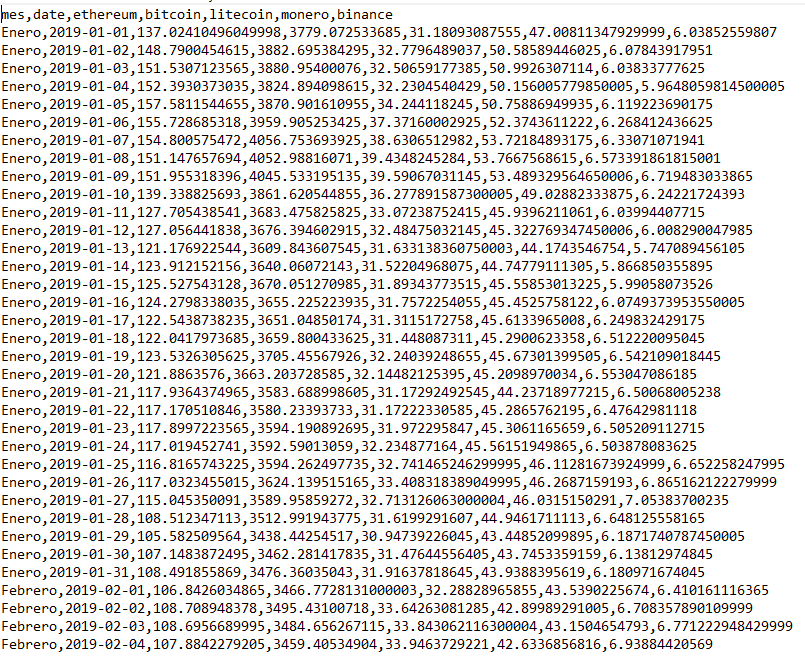 mes,date,ethereum,bitcoin,litecoin,monero,binance
Enero,2019-01-01,137.02410496049998,3779.072533685,31.18093087555,47.00811347929999,6.03852559807
Enero,2019-01-02,148.7900454615,3882.695384295,32.7796489037,50.58589446025,6.07843917951
Enero,2019-01-03,151.5307123565,3880.95400076,32.50659177385,50.9926307114,6.03833777625
Enero,2019-01-04,152.3930373035,3824.894098615,32.2304540429,50.156005779850005,5.9648059814500005
Enero,2019-01-05,157.5811544655,3870.901610955,34.244118245,50.75886949935,6.119223690175
Enero,2019-01-06,155.728685318,3959.905253425,37.37160002925,52.3743611222,6.268412436625
Enero,2019-01-07,154.800575472,4056.753693925,38.6306512982,53.72184893175,6.33071071941
Enero,2019-01-08,151.147657694,4052.98816071,39.4348245284,53.7667568615,6.573391861815001
Enero,2019-01-09,151.955318396,4045.533195135,39.59067031145,53.489329564650006,6.719483033865
Enero,2019-01-10,139.338825693,3861.620544855,36.277891587300005,49.02882333875,6.24221724393
Enero,2019-01-11,127.705438541,3683.475825825,33.07238752415,45.9396211061,6.03994407715
Enero,2019-01-12,127.056441838,3676.394602915,32.48475032145,45.322769347450006,6.008290047985
Enero,2019-01-13,121.176922544,3609.843607545,31.633138360750003,44.1743546754,5.747089456105
Enero,2019-01-14,123.912152156,3640.06072143,31.52204968075,44.74779111305,5.866850355895
Enero,2019-01-15,125.527543128,3670.051270985,31.89343773515,45.55853013225,5.99058073526
Enero,2019-01-16,124.2798338035,3655.225223935,31.7572254055,45.4525758122,6.0749373953550005
Enero,2019-01-17,122.5438738235,3651.04850174,31.3115172758,45.6133965008,6.249832429175
Enero,2019-01-18,122.0417973685,3659.800433625,31.448087311,45.2900623358,6.512220095045
Enero,2019-01-19,123.5326305625,3705.45567926,32.24039248655,45.67301399505,6.542109018445
Enero,2019-01-20,121.8863576,3663.203728585,32.14482125395,45.2098970034,6.553047086185
Enero,2019-01-21,117.9364374965,3583.688998605,31.17292492545,44.23718977215,6.50068005238
Enero,2019-01-22,117.170510846,3580.23393733,31.17222330585,45.2865762195,6.47642981118
Enero,2019-01-23,117.8997223565,3594.190892695,31.972295847,45.3061165659,6.505209112715
Enero,2019-01-24,117.019452741,3592.59013059,32.234877164,45.56151949865,6.503878083625
Enero,2019-01-25,116.8165743225,3594.262497735,32.741465246299995,46.11281673924999,6.652258247995
Enero,2019-01-26,117.0323455015,3624.139515165,33.408318389049995,46.2687159193,6.865162122279999
Enero,2019-01-27,115.045350091,3589.95859272,32.713126063000004,46.0315150291,7.05383700235
Enero,2019-01-28,108.512347113,3512.991943775,31.6199291607,44.9461711113,6.648125558165
Enero,2019-01-29,105.582509564,3438.44254517,30.94739226045,43.44852099895,6.1871740787450005
Enero,2019-01-30,107.1483872495,3462.281417835,31.47644556405,43.7453359159,6.13812974845
Enero,2019-01-31,108.491855869,3476.36035043,31.91637818645,43.9388395619,6.180971674045
Febrero,2019-02-01,106.8426034865,3466.7728131000003,32.28828965855,43.5390225674,6.410161116365
Febrero,2019-02-02,108.708948378,3495.43100718,33.64263081285,42.89989291005,6.708357890109999
Febrero,2019-02-03,108.6956689995,3484.656267115,33.843062116300004,43.1504654793,6.771222948429999
Febrero,2019-02-04,107.8842279205,3459.40534904,33.9463729221,42.6336856816,6.93884420569